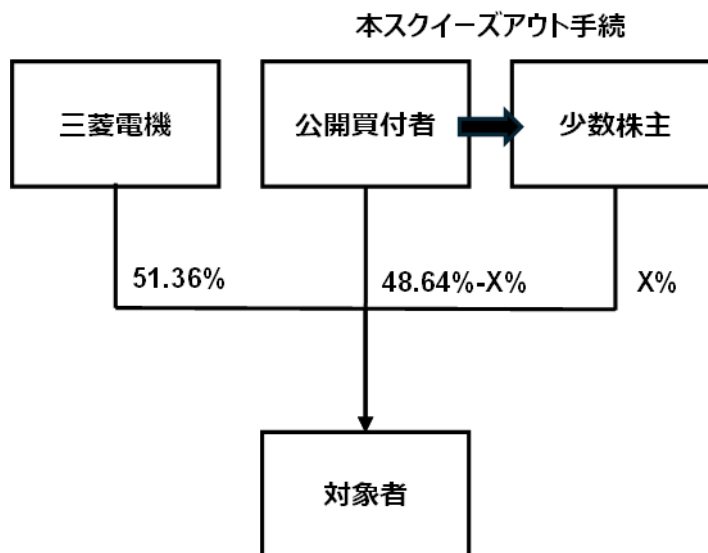 本スクイーズアウト手続
三菱電機
公開買付者
少数株主
51.36%
48.64%-X%
X%
対象者